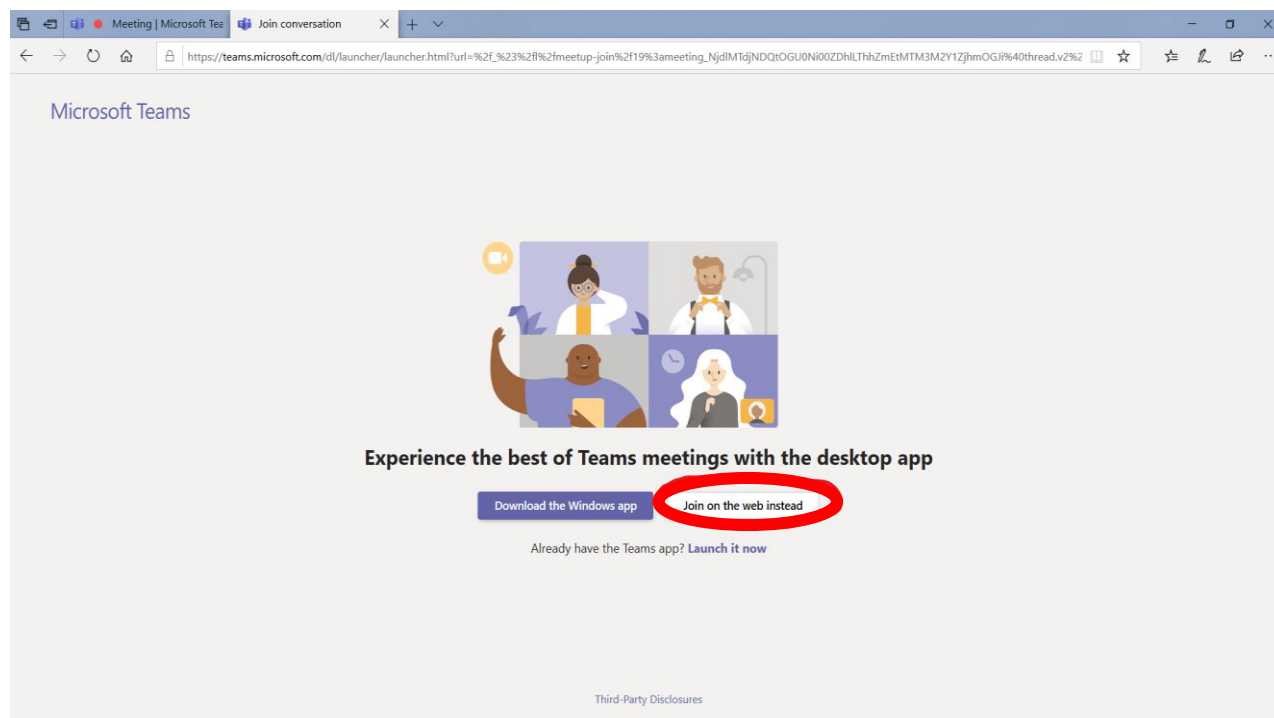 Meeting | Microsoft Tea
Join conversation
https://teams.microsoft.com/dl/launcher/launcher.html?url=%2f_%23%2fl%2fmeetup-join%2f19%3ameeting_NjdlMTdjNDQtOGU0Ni00ZDhlLThhZmEtMTM3M2Y1ZjhmOGJi%40thread.v2%2
Microsoft Teams
Experience the best of Teams meetings with the desktop app
Download the Windows app
Join on the web instead
Already have the Teams app? Launch it now
Third-Party Disclosures